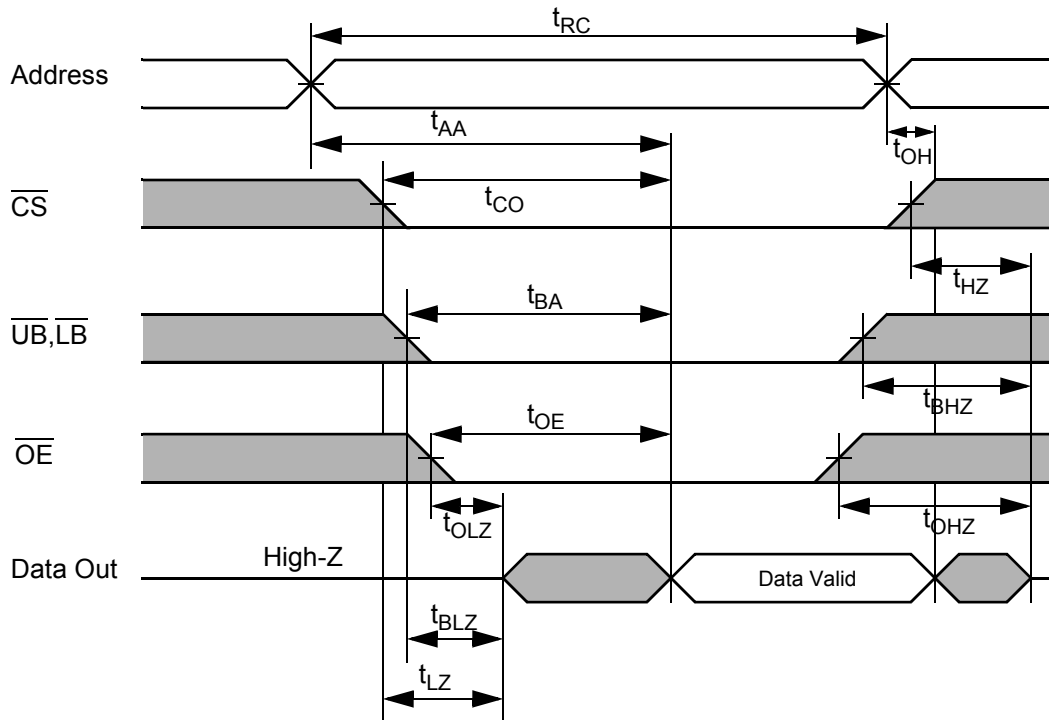 tRC
Address
tAA
tOH
CS
tCO
tHZ
tBA
UB,LB
tBHZ
tOE
OE
tOLZ
tOHZ
High-Z
Data Out
Data Valid
tBLZ
tLZ